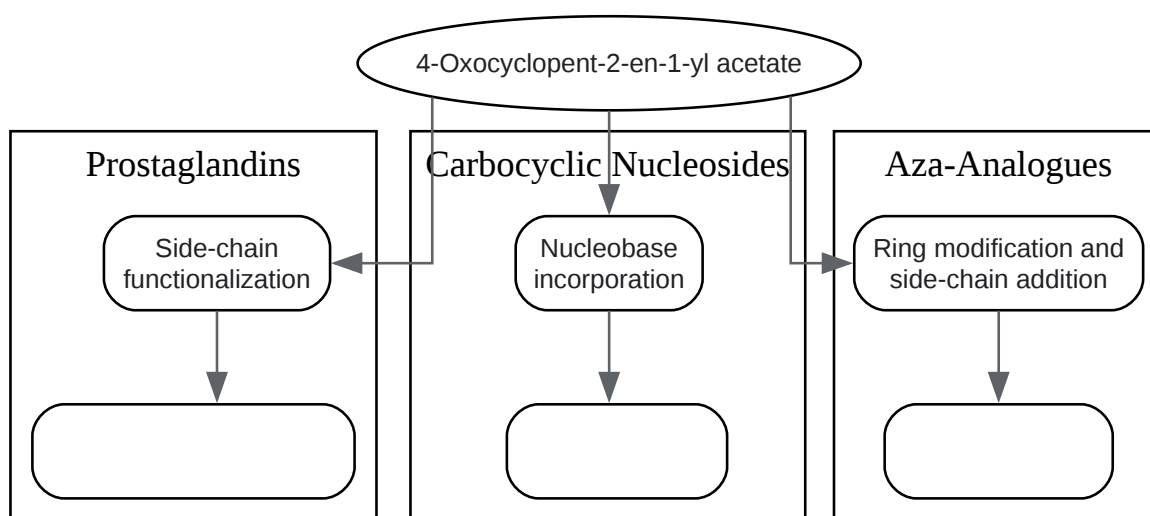 4-Oxocyclopent-2-en-1-yl acetate
Prostaglandins
Carbocyclic Nucleosides
Aza-Analogues
Side-chain
functionalization
Nucleobase
incorporation
Ring modification and
side-chain addition